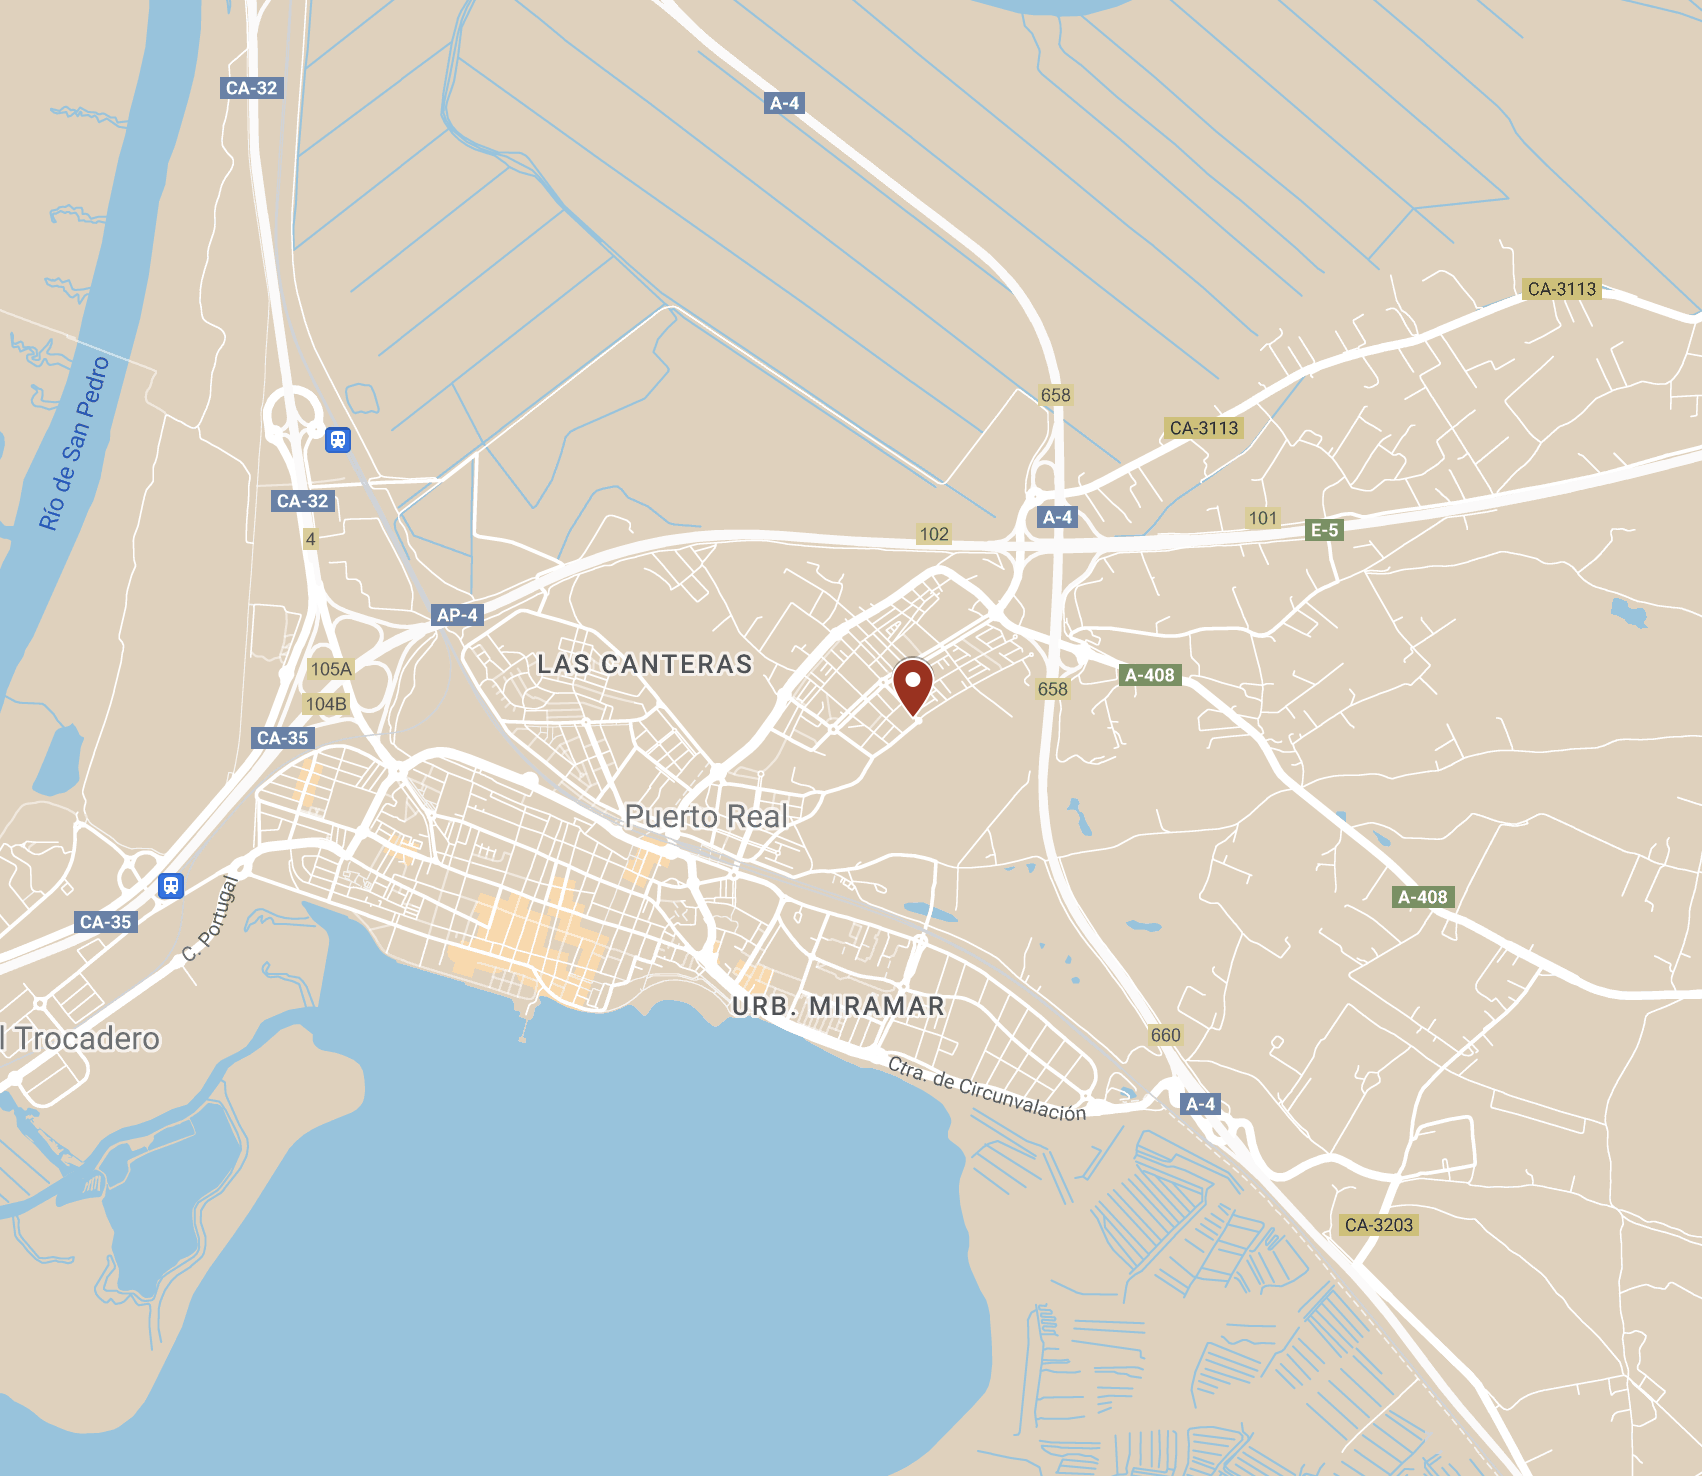 CA-32
A-4
CA-3113
Río de San Pedro
658
CA-3113
CA-32
A-4
101
E-5
4
102
AP-4
LAS CANTERAS
105A
A-408
658
104B
CA-35
Puerto Real
A-408
CA-35
C. Portugal
URB. MIRAMAR
l Trocadero
660
Ctra. de Circunvalación
A-4
CA-3203